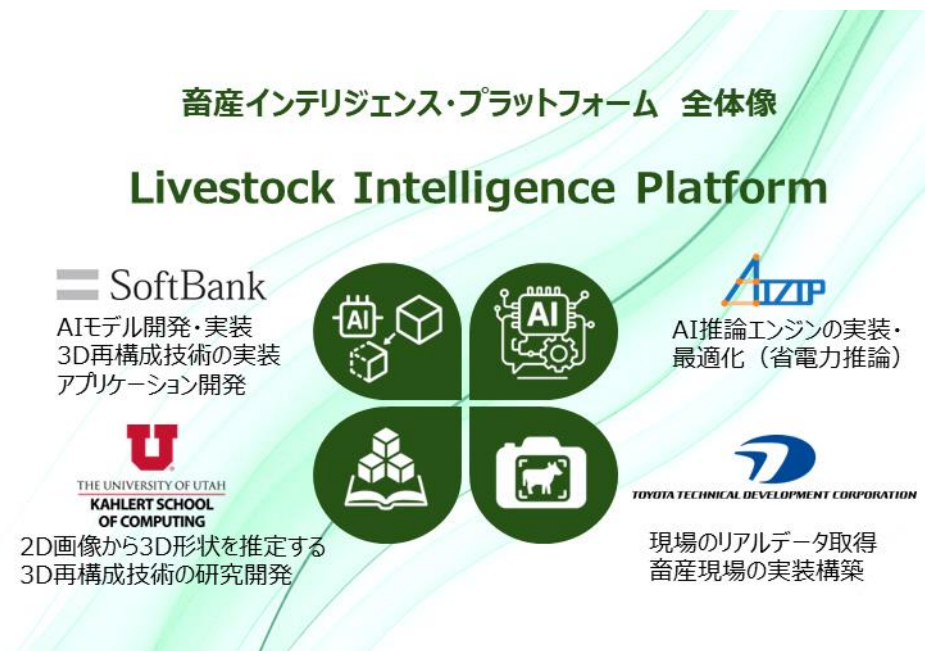 畜産インテリジェンス・プラットフォーム 全体像
Livestock Intelligence Platform
SoftBank
AIモデル開発・実装
3D再構成技術の実装
アプリケーション開発
AI
AI
AIZIP
AI推論エンジンの実装・
最適化（省電力推論）
U
THE UNIVERSITY OF UTAH
KAHLERT SCHOOL
OF COMPUTING
2D画像から3D形状を推定する
3D再構成技術の研究開発
TOYOTA TECHNICAL DEVELOPMENT CORPORATION
現場のリアルデータ取得
畜産現場の実装構築